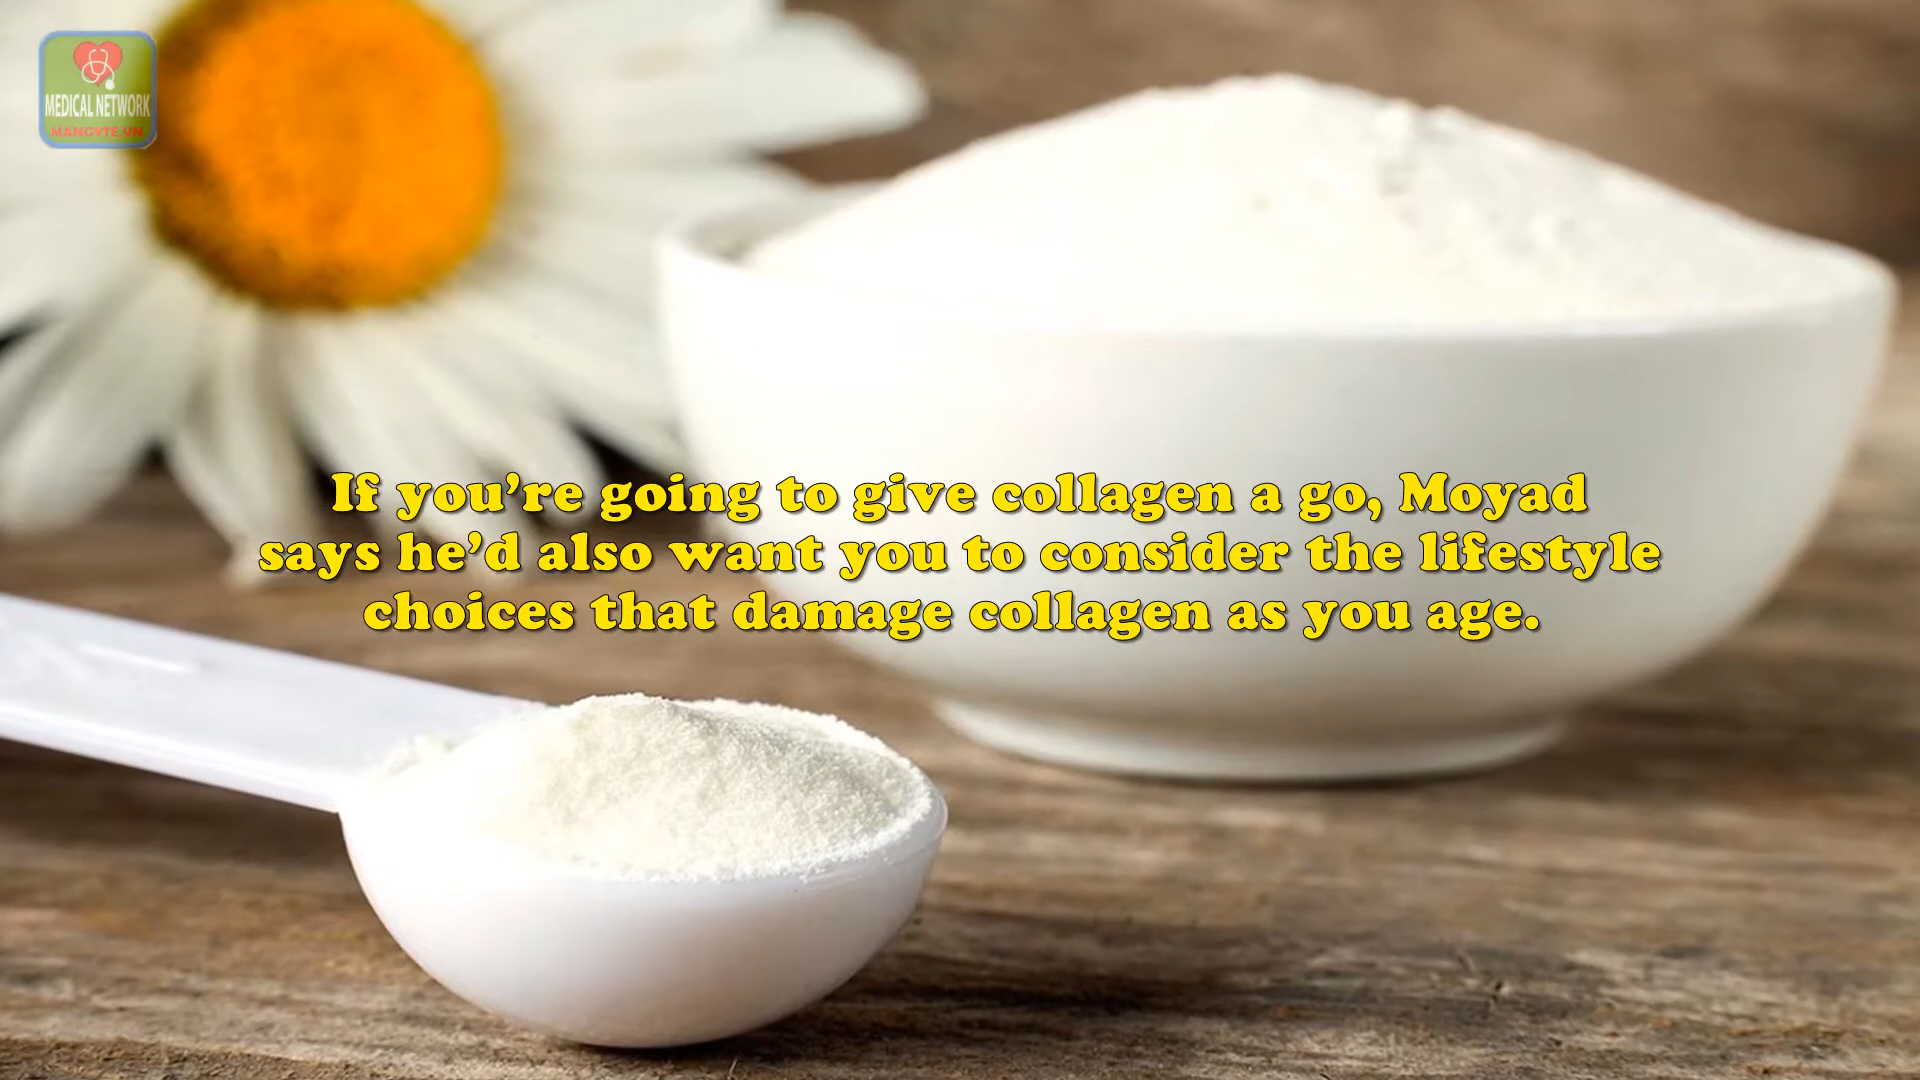 MEDICAL NETWORK
MANGYTE.VN
If you’re going to give collagen a go, Moyad
says he’d also want you to consider the lifestyle
choices that damage collagen as you age.